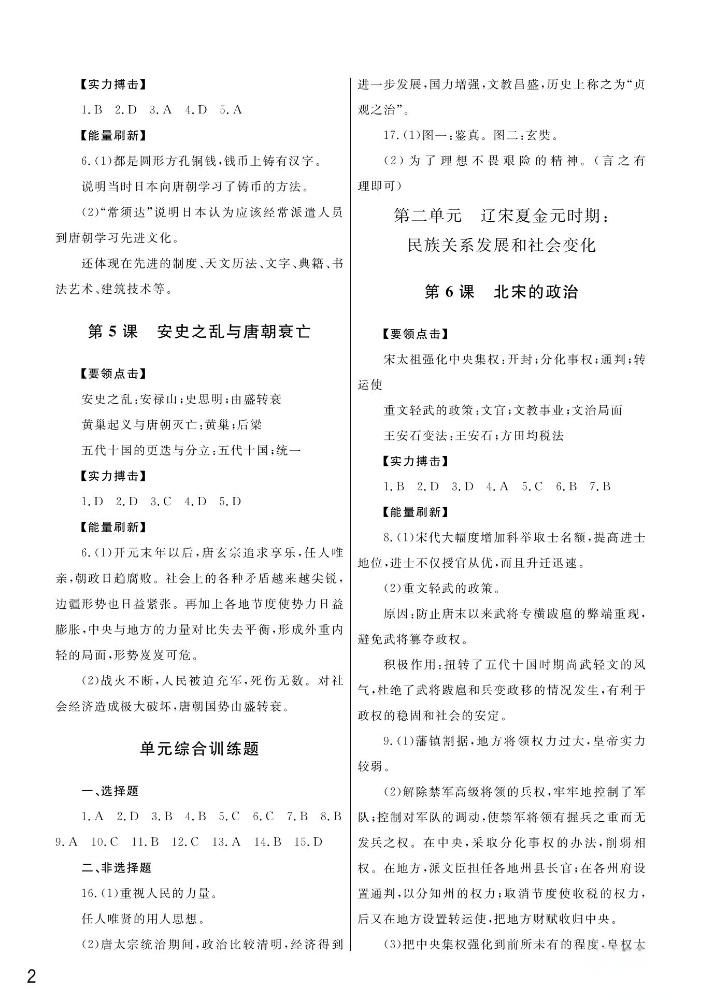 【实力搏击】
1.B 2.D 3.A 4.D 5.A
【能量刷新】
6.(1)都是圆形方孔铜钱,钱币上铸有汉字。
说明当时日本向唐朝学习了铸币的方法。
(2)“常须达”说明日本认为应该经常派遣人员
到唐朝学习先进文化。
还体现在先进的制度、天文历法、文字、典籍、书
法艺术、建筑技术等。
第5课 安史之乱与唐朝衰亡
【要领点击】
安史之乱;安禄山;史思明;由盛转衰
黄巢起义与唐朝灭亡;黄巢;后梁
五代十国的更迭与分立:五代十国;统一
【实力搏击】
1.D 2.D 3.C 4.D 5.D
【能量刷新】
6.(1)开元末年以后,唐玄宗追求享乐,任人唯
亲,朝政日趋腐败。社会上的各种矛盾越来越尖锐,
边疆形势也日益紧张。再加上各地节度使势力日益
膨胀,中央与地方的力量对比失去平衡,形成外重内
轻的局面,形势岌岌可危。
(2)战火不断,人民被迫充军,死伤无数。对社
会经济造成极大破坏,唐朝国势山盛转衰。
单元综合训练题
一、选择题
1.A 2.D 3.B 4.B 5.C 6.C 7.B 8.B
9.A 10.C 11.B 12.C 13.A 14.B 15.D
二、非选择题
16.(1)重视人民的力量。
任人唯贤的用人思想。
(2)唐太宗统治期间,政治比较清明,经济得到
进一步发展,国力增强,文教昌盛,历史上称之为“贞
观之治”。
17.(1)图一:鉴真。图二:玄奘。
(2)为了理想不畏艰险的精神。(言之有
理即可)
第二单元 辽宋夏金元时期:
民族关系发展和社会变化
第6课 北宋的政治
【要领点击】
宋太祖强化中央集权:开封;分化事权;通判;转
运使
重文轻武的政策:文官;文教事业;文治局面
王安石变法:王安石;方田均税法
【实力搏击】
1.B 2.D 3.D 4.A 5.C 6.B 7.B
【能量刷新】
8.(1)宋代大幅度增加科举取士名额,提高进士
地位,进士不仅授官从优,而且升迁迅速。
(2)重文轻武的政策。
原因:防止唐末以来武将专横跋扈的弊端重现,
避免武将篡夺政权。
积极作用:扭转了五代十国时期尚武轻文的风
气,杜绝了武将跋扈和兵变政移的情况发生,有利于
政权的稳固和社会的安定。
9.(1)藩镇割据,地方将领权力过大,皇帝实力
较弱。
(2)解除禁军高级将领的兵权,牢牢地控制了军
队;控制对军队的调动,使禁军将领有握兵之重而无
发兵之权。在中央,采取分化事权的办法,削弱相
权。在地方,派文臣担任各地州县长官;在各州府设
置通判,以分知州的权力;取消节度使收税的权力,
后又在地方设置转运使,把地方财赋收归中央。
(3)把中央集权强化到前所未有的程度,皇权大
2